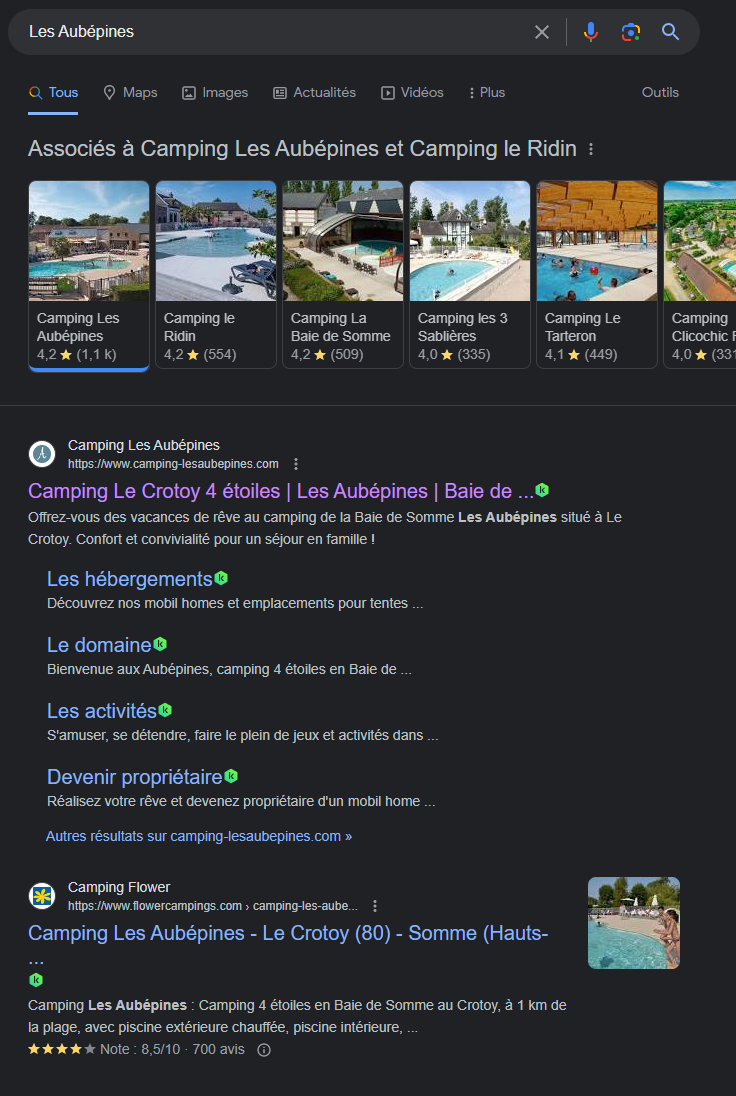 Les Aubépines
Tous
Maps
Images
Actualités
Vidéos
Plus
Outils
Associés à Camping Les Aubépines et Camping le Ridin
Camping Les
Aubépines
4,2 (1,1 k)
Camping le
Ridin
4,2 (554)
Camping La
Baie de Somme
4,2 (509)
Camping les 3
Sablières
4,0 (335)
Camping Le
Tarteron
4,1 (449)
Camping
Clicochic
4,0 (331
Camping Les Aubépines
https://www.camping-lesaubepines.com
Camping Le Crotoy 4 étoiles | Les Aubépines | Baie de ...
Offrez-vous des vacances de rêve au camping de la Baie de Somme Les Aubépines situé à Le
Crotoy. Confort et convivialité pour un séjour en famille !
Les hébergements
Découvrez nos mobil homes et emplacements pour tentes ...
Le domaine
Bienvenue aux Aubépines, camping 4 étoiles en Baie de ...
Les activités
S'amuser, se détendre, faire le plein de jeux et activités dans ...
Devenir propriétaire
Réalisez votre rêve et devenez propriétaire d'un mobil home ...
Autres résultats sur camping-lesaubepines.com »
Camping Flower
https://www.flowercampings.com › camping-les-aube...
Camping Les Aubépines - Le Crotoy (80) - Somme (Hauts-
...
Camping Les Aubépines : Camping 4 étoiles en Baie de Somme au Crotoy, à 1 km de
la plage, avec piscine extérieure chauffée, piscine intérieure, ...
Note : 8,5/10 · 700 avis